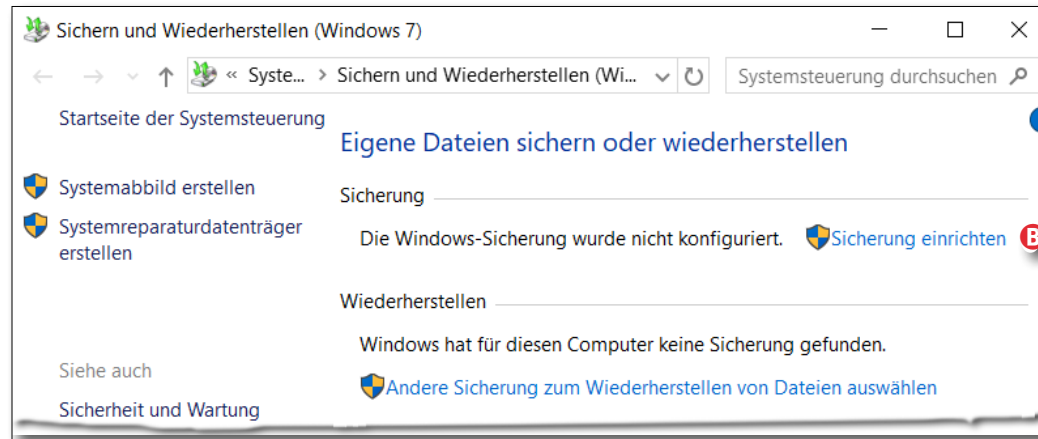 Sichern und Wiederherstellen (Windows 7)
« Syste... > Sichern und Wiederherstellen (Wi... Systemsteuerung durchsuchen
Startseite der Systemsteuerung
Systemabbild erstellen
Systemreparaturdatenträger
erstellen
Siehe auch
Sicherheit und Wartung
Eigene Dateien sichern oder wiederherstellen
Sicherung
Die Windows-Sicherung wurde nicht konfiguriert. Sicherung einrichten B
Wiederherstellen
Windows hat für diesen Computer keine Sicherung gefunden.
Andere Sicherung zum Wiederherstellen von Dateien auswählen